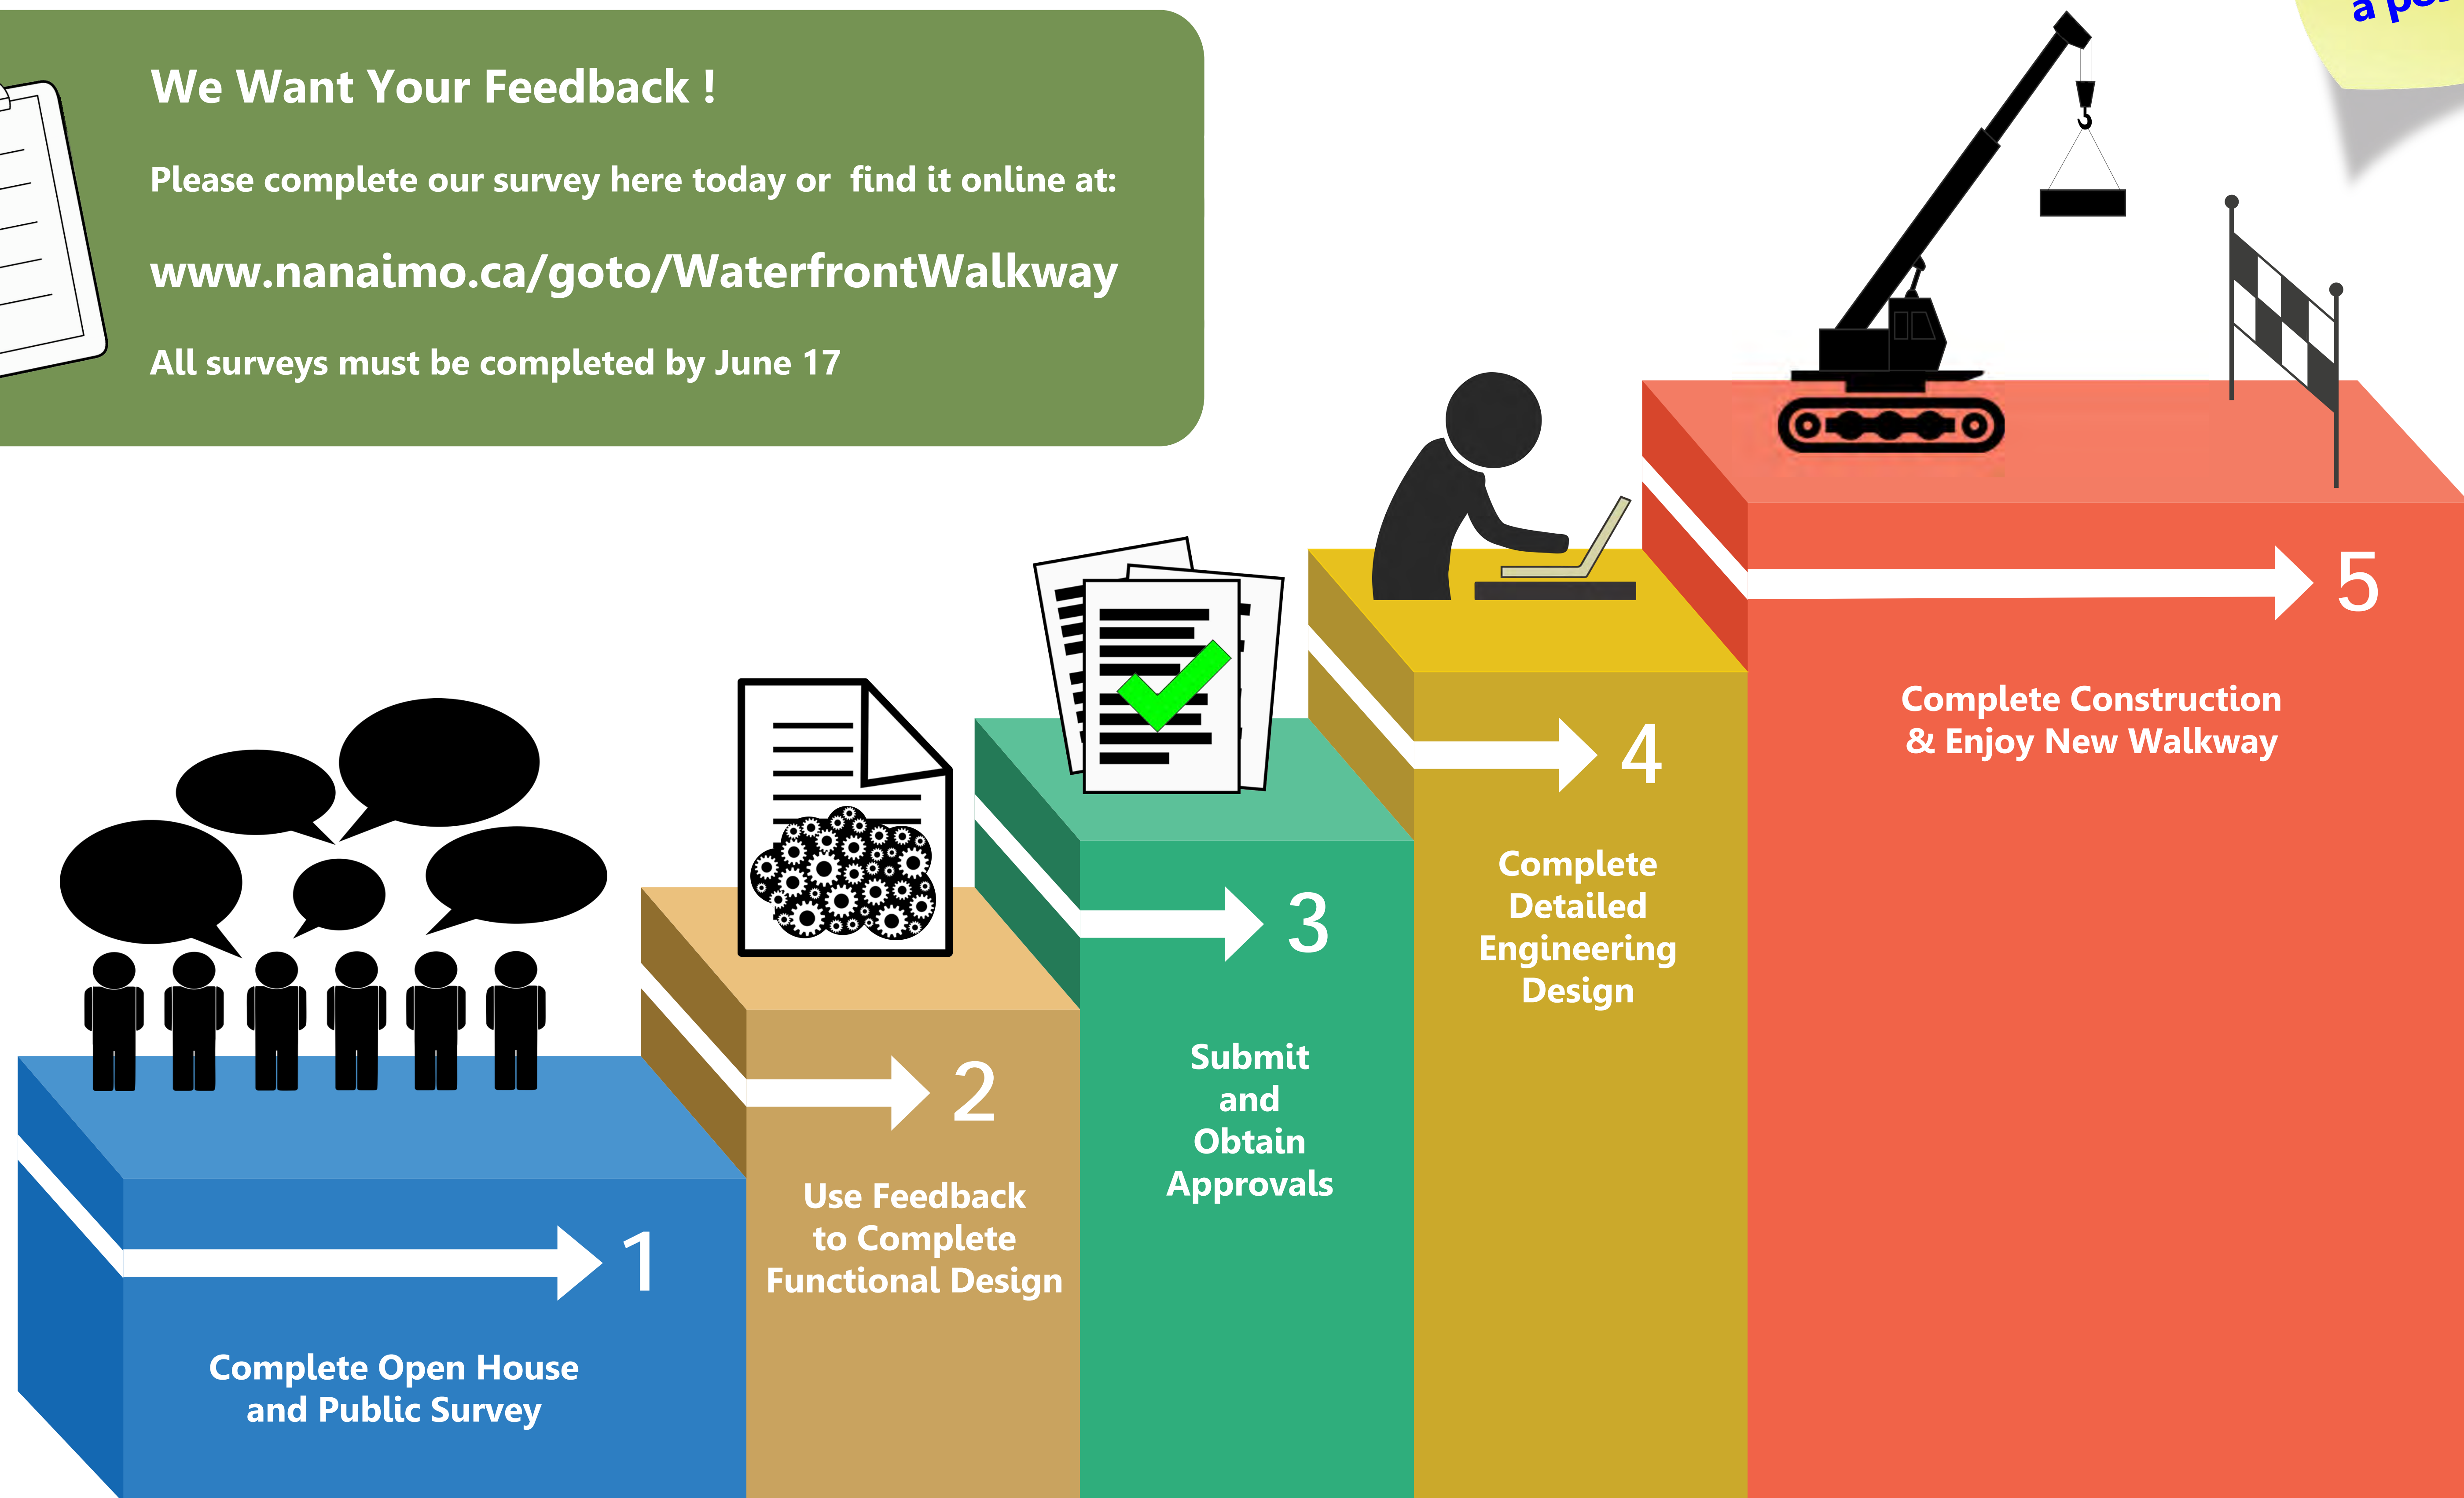 We Want Your Feedback !
Please complete our survey here today or find it online at:
www.nanaimo.ca/goto/WaterfrontWalkway
All surveys must be completed by June 17
a
5
Complete Construction
& Enjoy New Walkway
4
Complete
Detailed
Engineering
Design
3
Submit
and
Obtain
Approvals
2
Use Feedback
to Complete
Functional Design
1
Complete Open House
and Public Survey